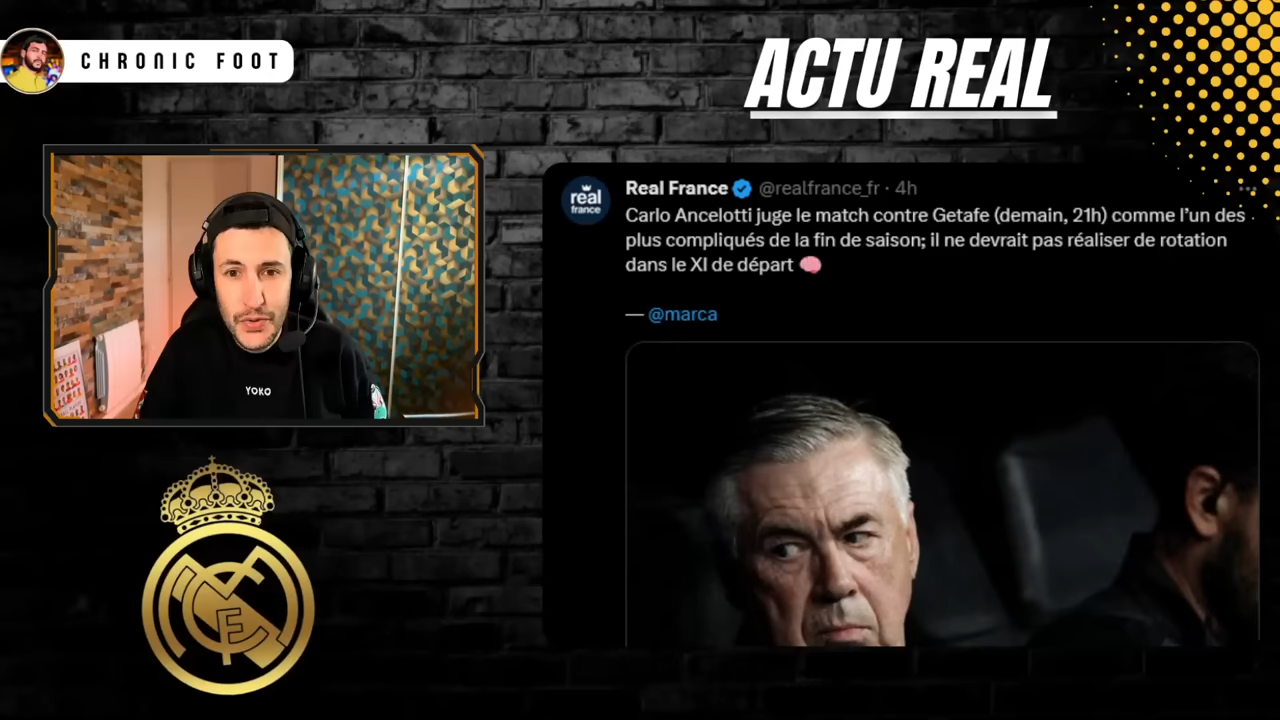 CHRONIC FOOT
ACTU REAL
real
france
Real France @realfrance_fr · 4h
Carlo Ancelotti juge le match contre Getafe (demain, 21h) comme l'un des
plus compliqués de la fin de saison; il ne devrait pas réaliser de rotation
dans le XI de départ 🧠
— @marca
YOKO